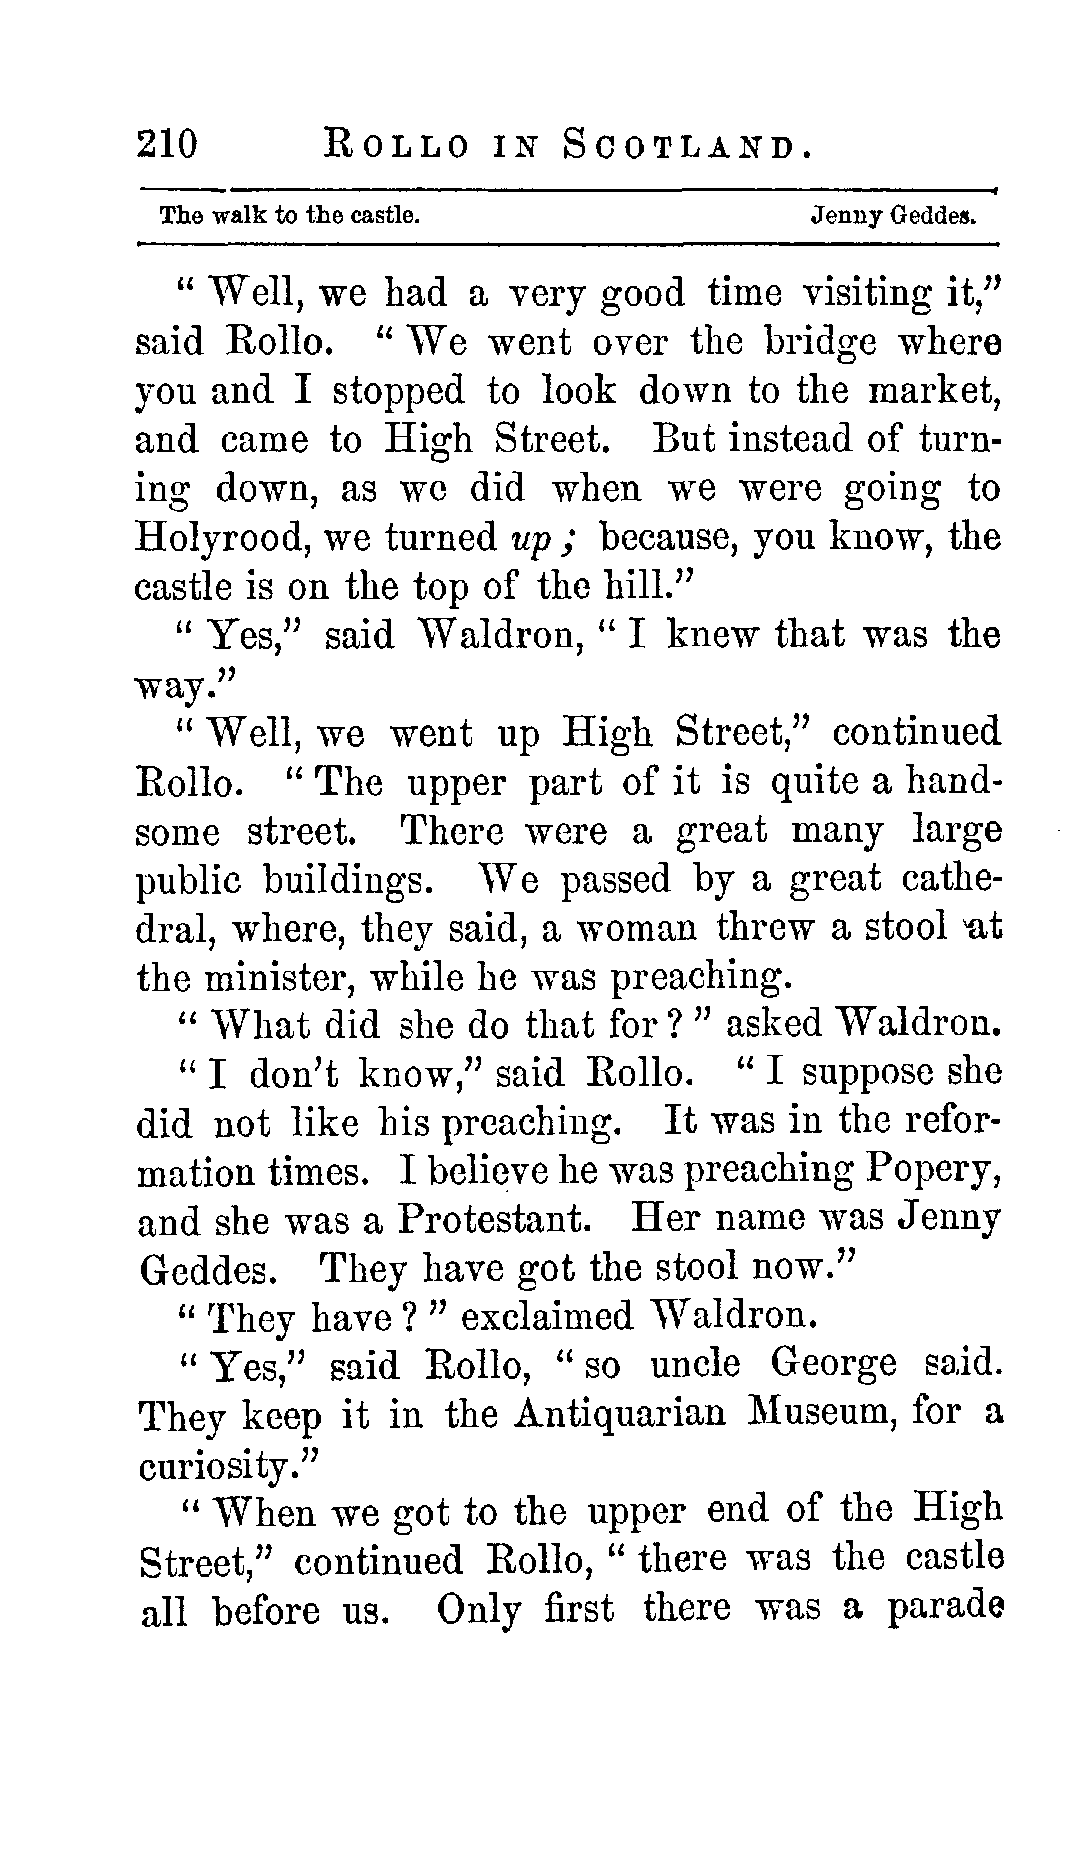 210 ROLLO IN SCOTLAND.
The walk to the castle. Jenny Geddes.
“ Well, we had a very good time visiting it,”
said Rollo. “ We went over the bridge where
you and I stopped to look down to the market,
and came to High Street. But instead of turn-
ing down, as we did when we were going to
Holyrood, we turned up ; because, you know, the
castle is on the top of the hill.”
“ Yes,” said Waldron, “ I knew that was the
way.”
“ Well, we went up High Street,” continued
Rollo. “ The upper part of it is quite a hand-
some street. There were a great many large
public buildings. We passed by a great cathe-
dral, where, they said, a woman threw a stool at
the minister, while he was preaching.
“ What did she do that for ? ” asked Waldron.
“ I don’t know,” said Rollo. “ I suppose she
did not like his preaching. It was in the refor-
mation times. I believe he was preaching Popery,
and she was a Protestant. Her name was Jenny
Geddes. They have got the stool now.”
“ They have ? ” exclaimed Waldron.
“ Yes,” said Rollo, “ so uncle George said.
They keep it in the Antiquarian Museum, for a
curiosity.”
“ When we got to the upper end of the High
Street,” continued Rollo, “ there was the castle
all before us. Only first there was a parade